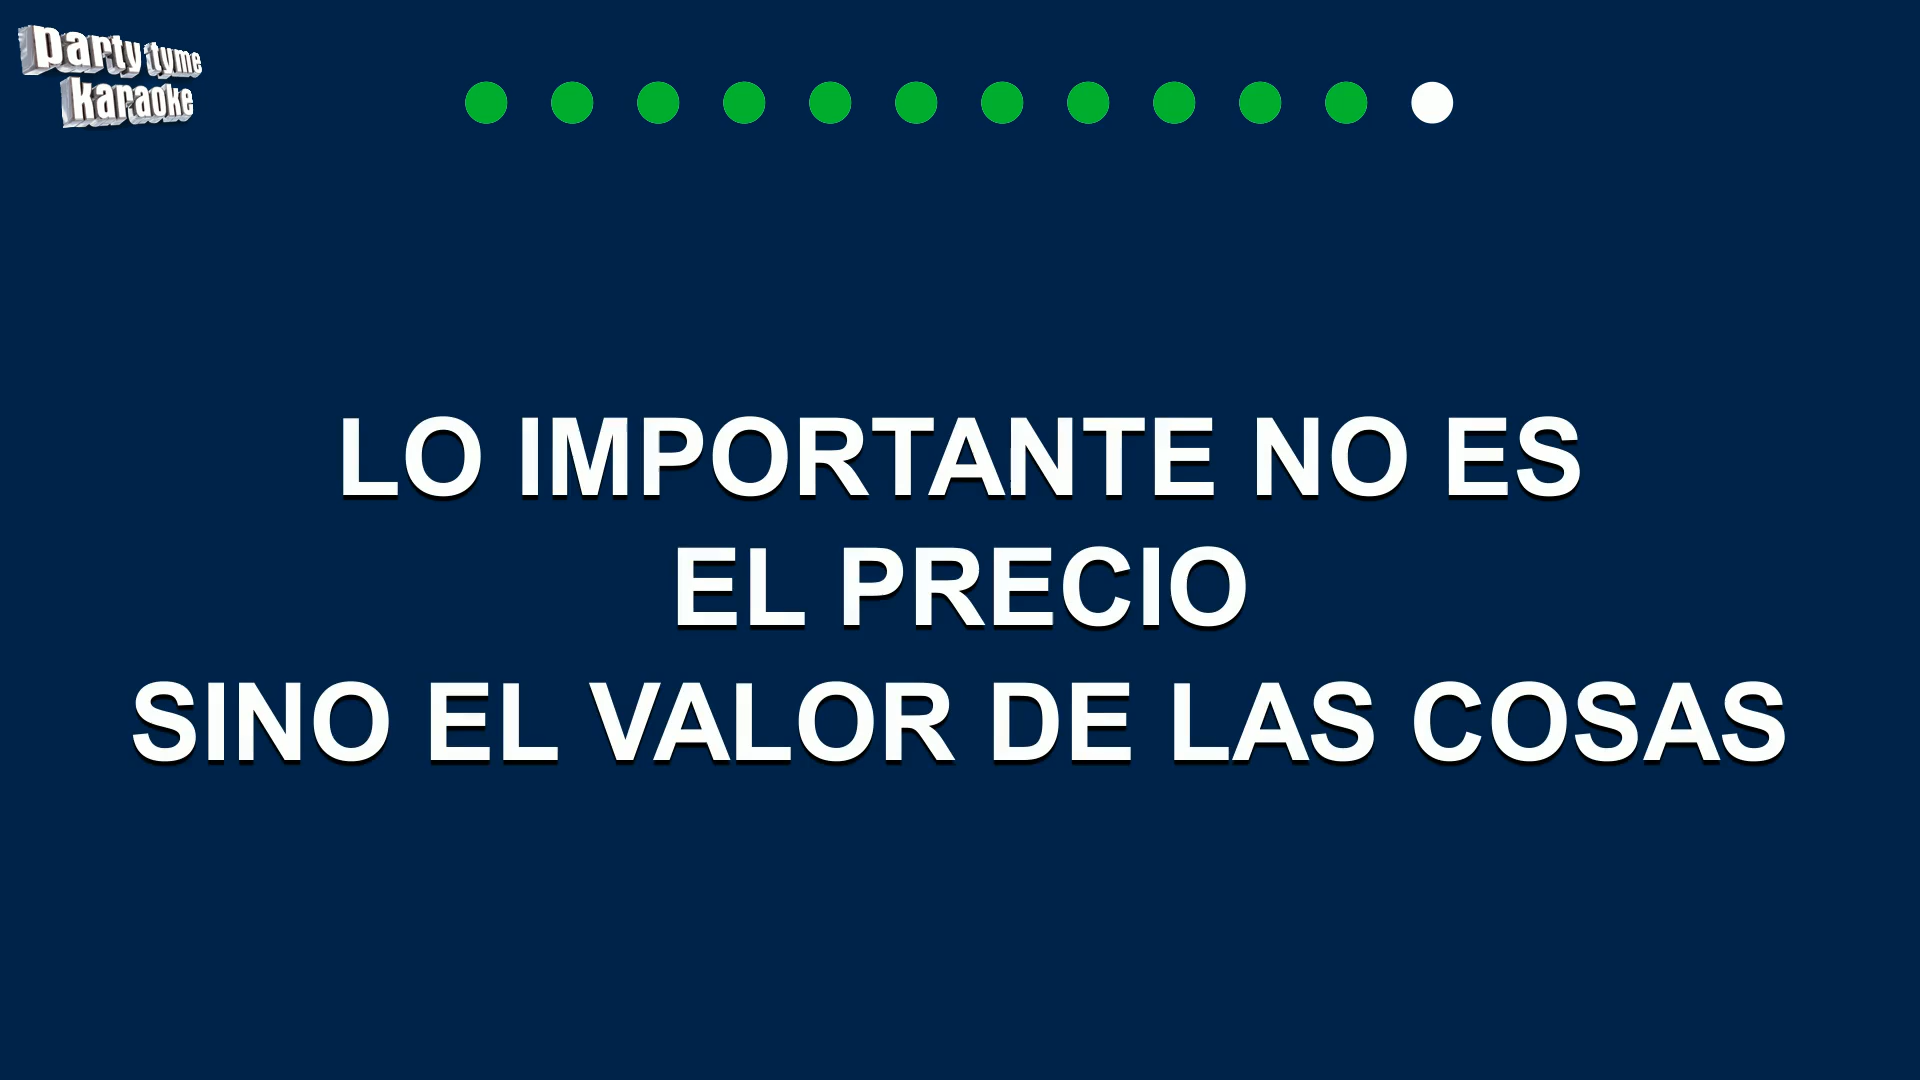 party tyme
karaoke
LO IMPORTANTE NO ES
EL PRECIO
SINO EL VALOR DE LAS COSAS